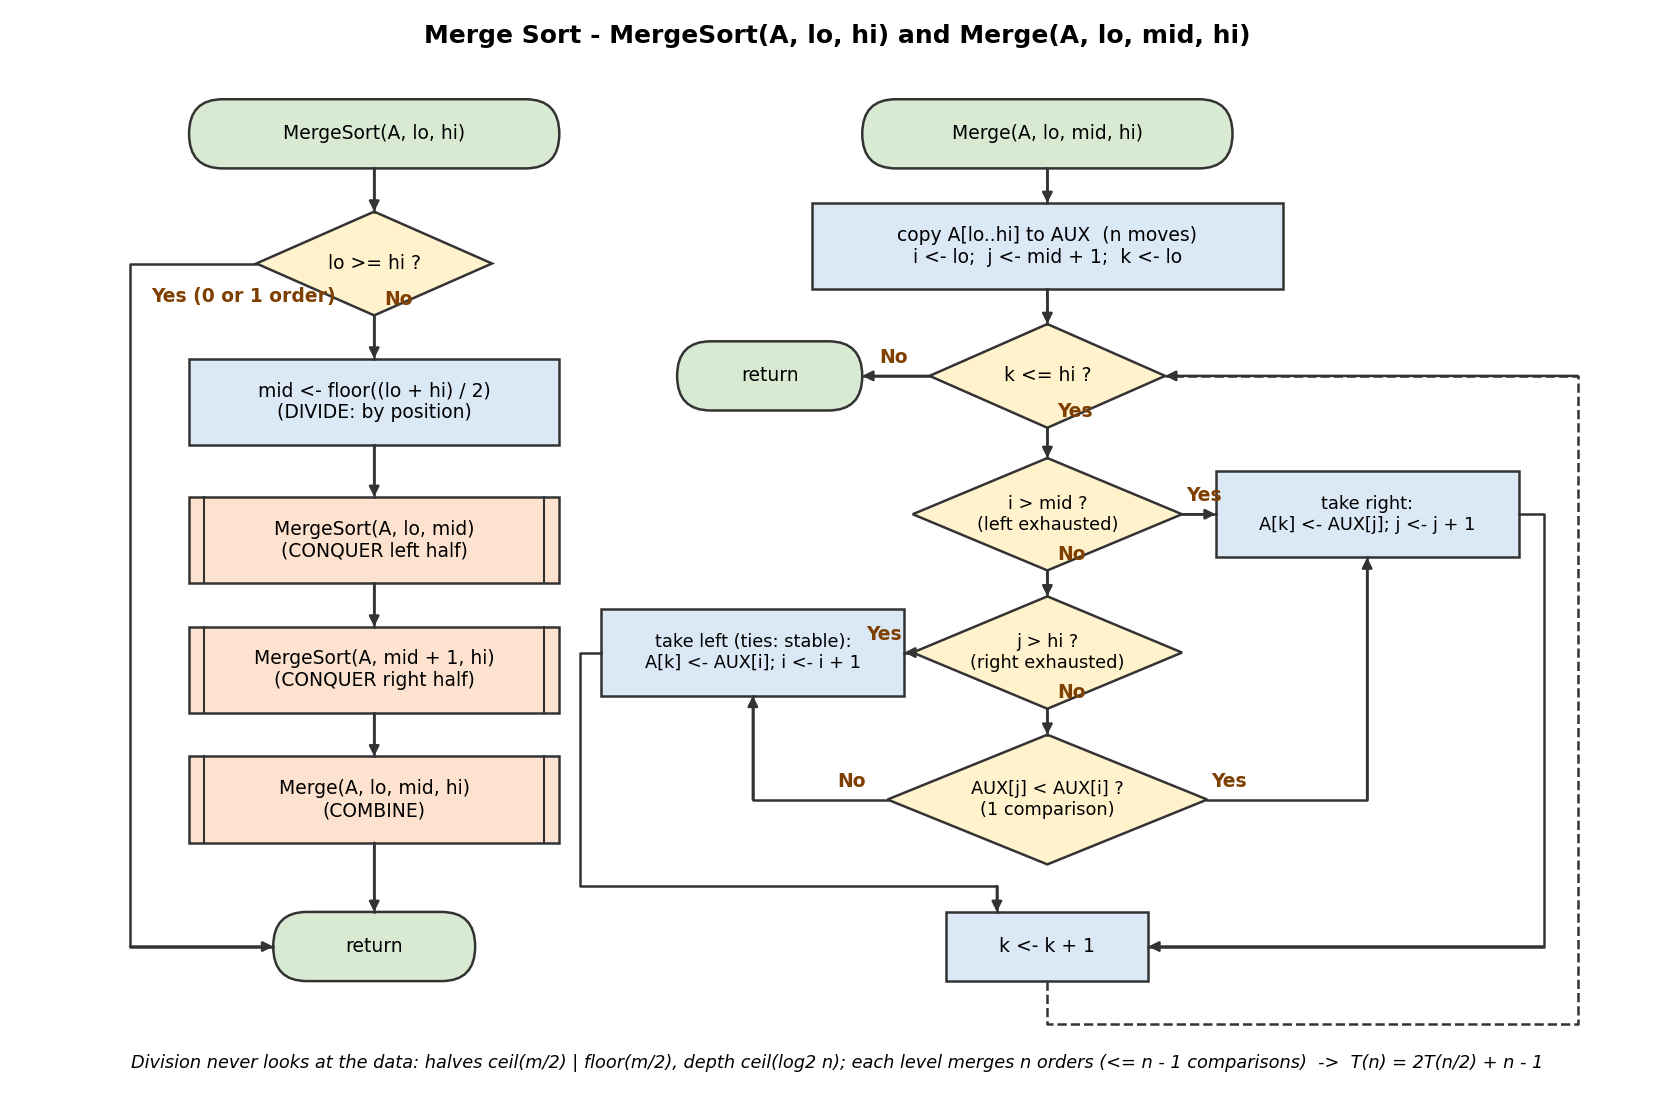 Merge Sort - MergeSort(A, lo, hi) and Merge(A, lo, mid, hi)
MergeSort(A, lo, hi)
lo >= hi ?
Yes (0 or 1 order)
No
mid <- floor((lo + hi) / 2)
(DIVIDE: by position)
MergeSort(A, lo, mid)
(CONQUER left half)
MergeSort(A, mid + 1, hi)
(CONQUER right half)
Merge(A, lo, mid, hi)
(COMBINE)
return
Merge(A, lo, mid, hi)
copy A[lo..hi] to AUX  (n moves)
i <- lo;  j <- mid + 1;  k <- lo
k <= hi ?
No
return
Yes
i > mid ?
(left exhausted)
Yes
take right:
A[k] <- AUX[j]; j <- j + 1
No
j > hi ?
(right exhausted)
Yes
take left (ties: stable):
A[k] <- AUX[i]; i <- i + 1
No
AUX[j] < AUX[i] ?
(1 comparison)
No
Yes
k <- k + 1
Division never looks at the data: halves ceil(m/2) | floor(m/2), depth ceil(log2 n); each level merges n orders (<= n - 1 comparisons)  ->  T(n) = 2T(n/2) + n - 1